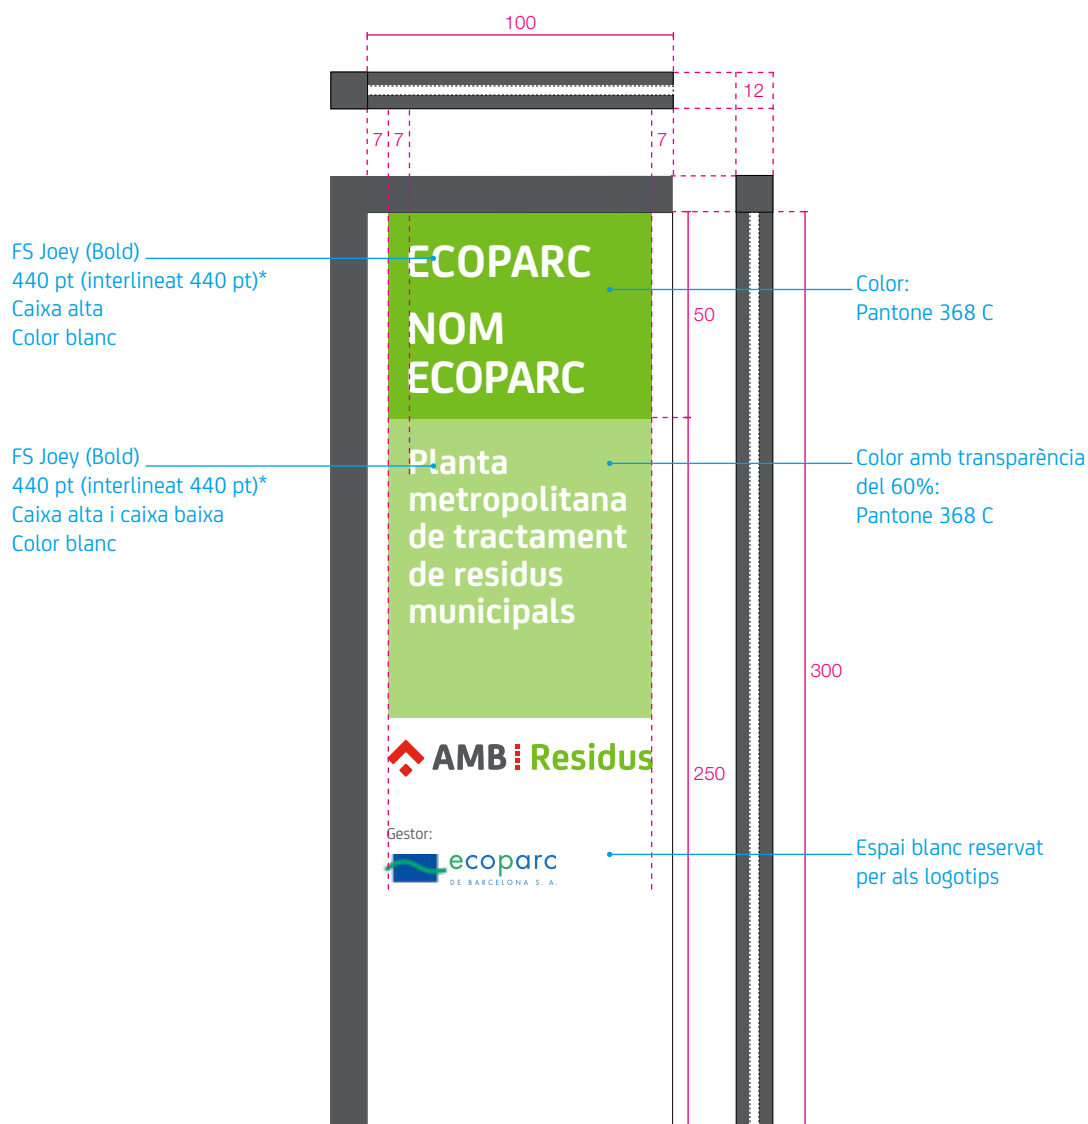 100
12
7
7
7
FS Joey (Bold)
440 pt (interlineat 440 pt)*
Caixa alta
Color blanc
ECOPARC
NOM
ECOPARC
50
Color:
Pantone 368 C
FS Joey (Bold)
440 pt (interlineat 440 pt)*
Caixa alta i caixa baixa
Color blanc
Planta
metropolitana
de tractament
de residus
municipals
Color amb transparència
del 60%:
Pantone 368 C
300
AMB Residus
250
Gestor:
ecoparc
DE BARCELONA S. A.
Espai blanc reservat
per als logotips